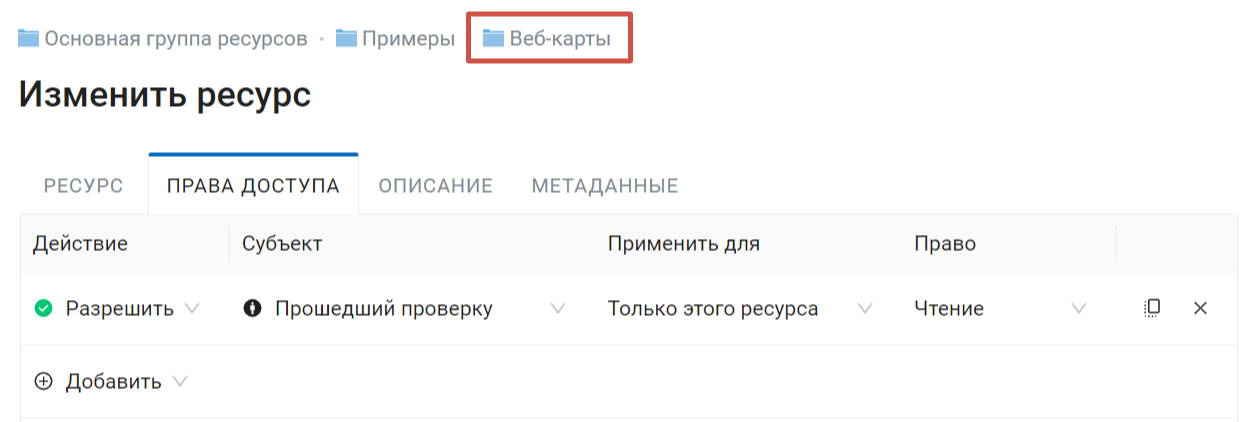 Основная группа ресурсов · Примеры Веб-карты
Изменить ресурс
РЕСУРС ПРАВА ДОСТУПА ОПИСАНИЕ МЕТАДАННЫЕ
Действие Субъект Применить для Право
Разрешить Прошедший проверку Только этого ресурса Чтение
Добавить